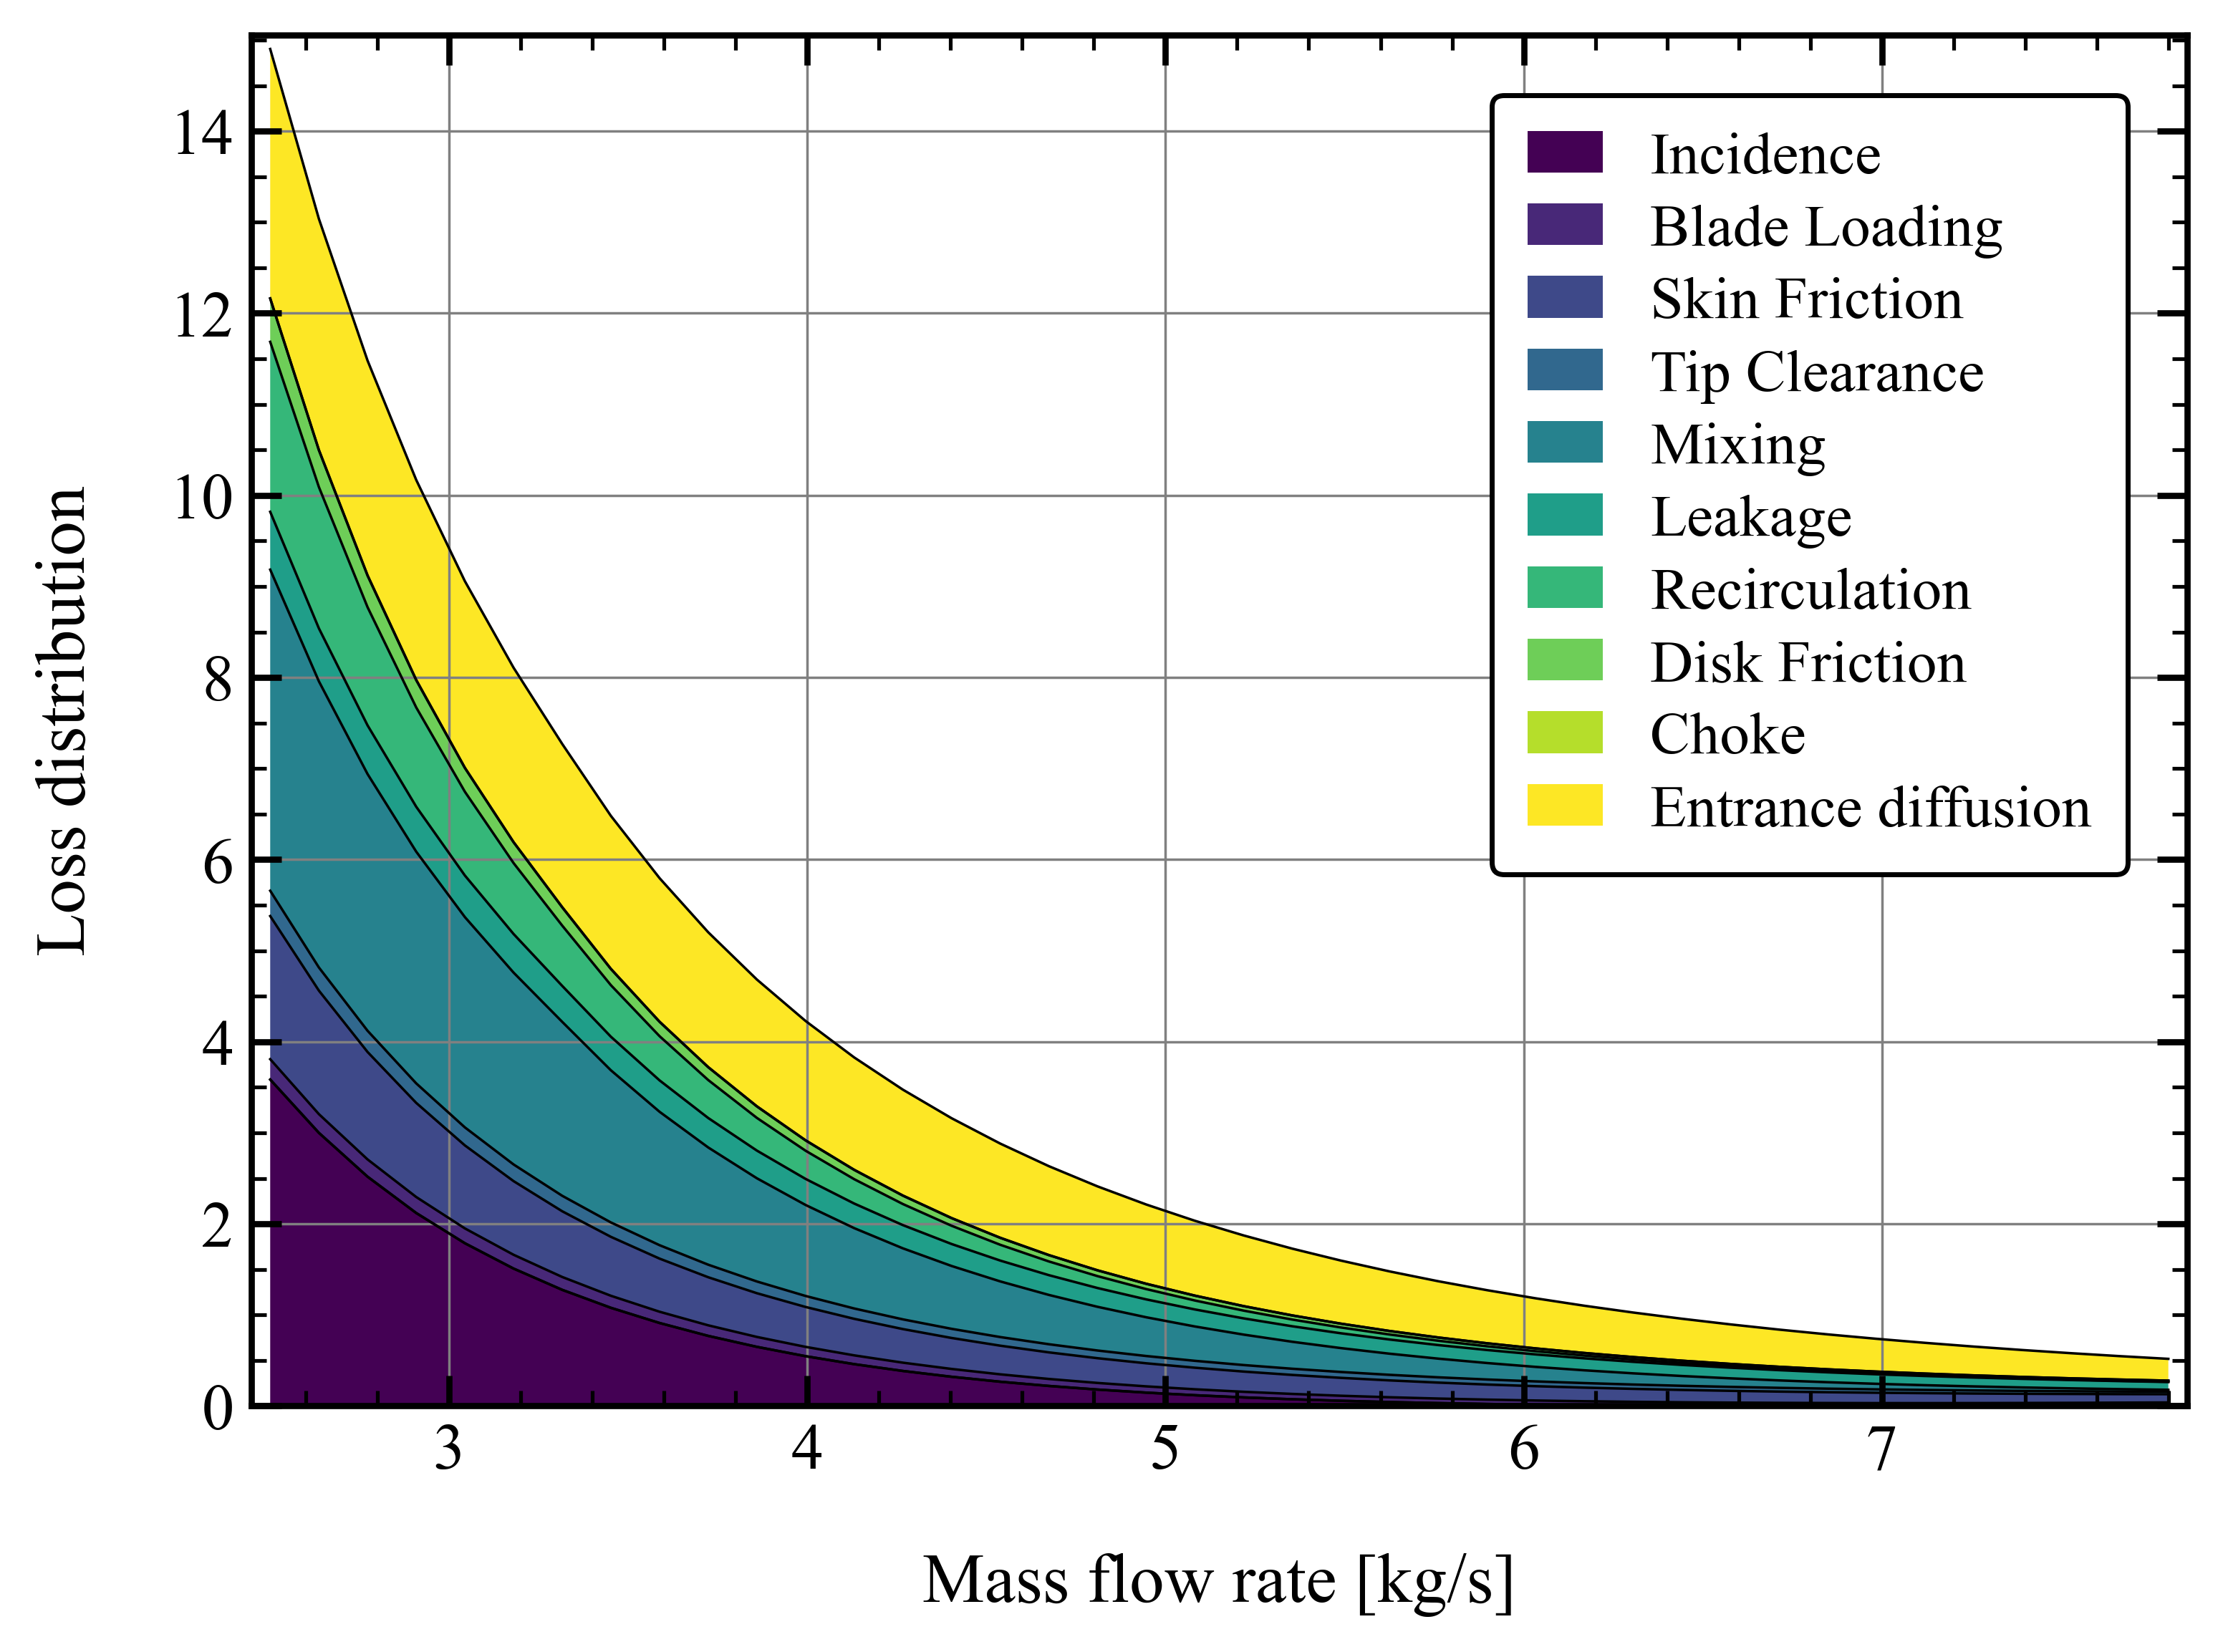 14
12
10
8
6
4
2
0
Loss distribution
Incidence
Blade Loading
Skin Friction
Tip Clearance
Mixing
Leakage
Recirculation
Disk Friction
Choke
Entrance diffusion
3 4 5 6 7
Mass flow rate [kg/s]